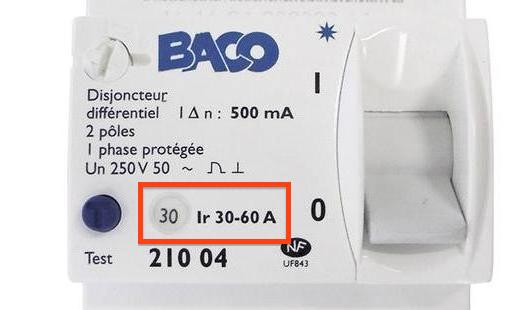 BACO
I
Disjoncteur
différentiel I Δ n : 500 mA
2 pôles
1 phase protégée
Un 250V 50 ~ ⊥
30 Ir 30-60 A
0
Test 210 04
NF
UF843